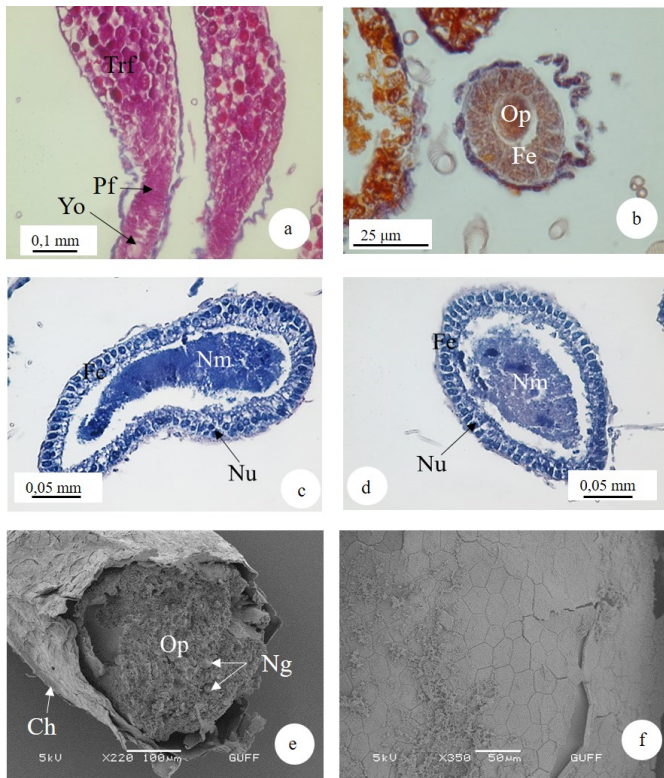 Trf
Pf
Yo
0,1 mm
a
Op
Fe
25 µm
b
Fe
Nm
Nu
0,05 mm
c
Fe
Nm
Nu
d
0,05 mm
Op
Ng
Ch
e
5kV X220 100µm GUFF
f
5kV X350 50µm GUFF